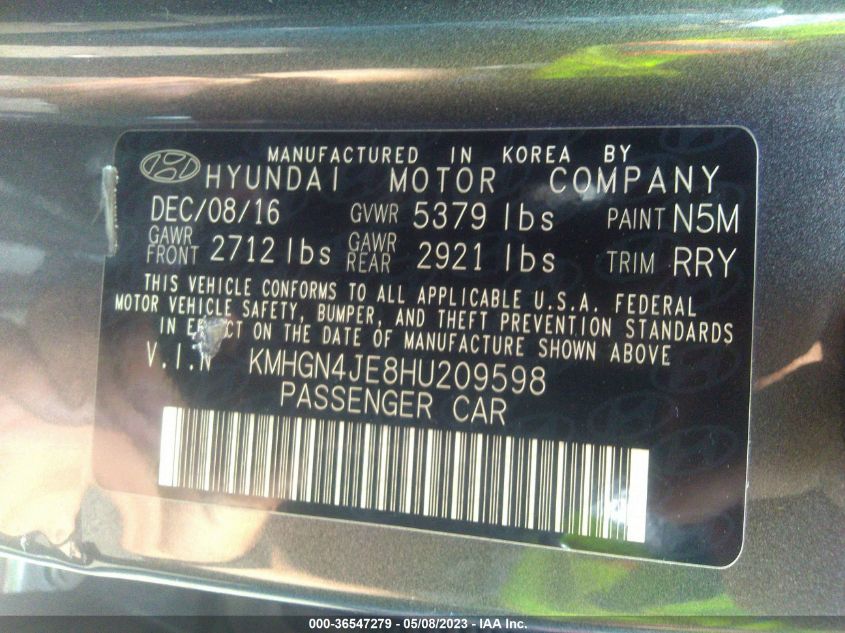 MANUFACTURED IN KOREA BY
HYUNDAI MOTOR COMPANY
DEC/08/16 GVWR 5379 lbs PAINT N5M
GAWR FRONT 2712 lbs GAWR REAR 2921 lbs TRIM RRY
THIS VEHICLE CONFORMS TO ALL APPLICABLE U.S.A. FEDERAL
MOTOR VEHICLE SAFETY, BUMPER, AND THEFT PREVENTION STANDARDS
IN EFFECT ON THE DATE OF MANUFACTURE SHOWN ABOVE
V.I.N KMHGN4JE8HU209598
PASSENGER CAR
000-36547279 - 05/08/2023 - IAA Inc.